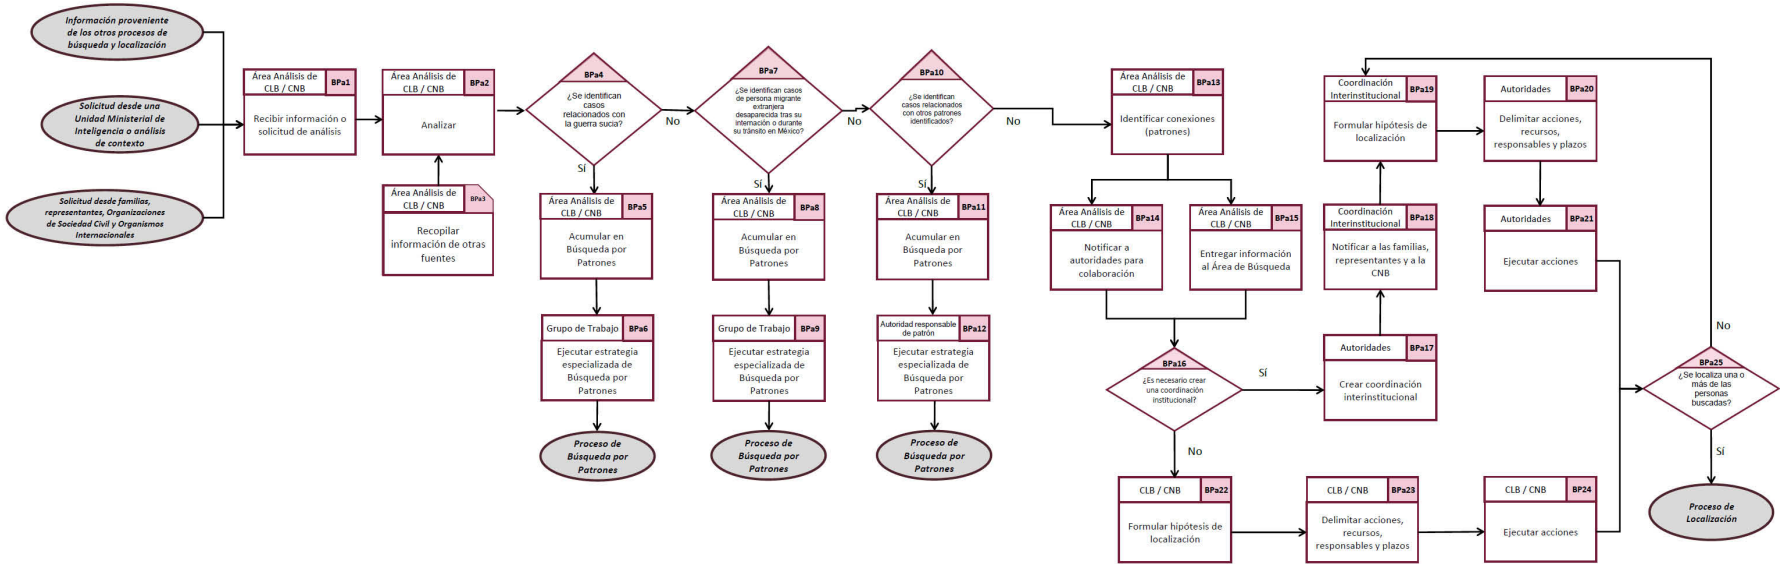 Información proveniente
de los otros procesos de
búsqueda y localización
Solicitud desde una
Unidad Ministerial de
Inteligencia o análisis
de contexto
Solicitud desde familias,
representantes, Organizaciones
de Sociedad Civil y Organismos
Internacionales
Área Análisis de
CLB / CNB
BPa1
Recibir información o
solicitud de análisis
Área Análisis de
CLB / CNB
BPa2
Analizar
Área Análisis de
CLB / CNB
BPa3
Recopilar
información de otras
fuentes
BPa4
¿Se identifican
casos
relacionados con
la guerra sucia?
No
Sí
Área Análisis de
CLB / CNB
BPa5
Acumular en
Búsqueda por
Patrones
Grupo de Trabajo
BPa6
Ejecutar estrategia
especializada de
Búsqueda por
Patrones
Proceso de
Búsqueda por
Patrones
BPa7
¿Se identifican casos
de persona migrante
extranjera
desaparecida tras su
internación o durante
su tránsito en México?
No
Sí
Área Análisis de
CLB / CNB
BPa8
Acumular en
Búsqueda por
Patrones
Grupo de Trabajo
BPa9
Ejecutar estrategia
especializada de
Búsqueda por
Patrones
Proceso de
Búsqueda por
Patrones
BPa10
¿Se identifican
casos relacionados
con otros patrones
identificados?
No
Sí
Área Análisis de
CLB / CNB
BPa11
Acumular en
Búsqueda por
Patrones
Autoridad responsable
de patrón
BPa12
Ejecutar estrategia
especializada de
Búsqueda por
Patrones
Proceso de
Búsqueda por
Patrones
Área Análisis de
CLB / CNB
BPa13
Identificar conexiones
(patrones)
Área Análisis de
CLB / CNB
BPa14
Notificar a
autoridades para
colaboración
Área Análisis de
CLB / CNB
BPa15
Entregar información
al Área de Búsqueda
BPa16
¿Es necesario crear
una coordinación
institucional?
Sí
No
Autoridades
BPa17
Crear coordinación
interinstitucional
Coordinación
Interinstitucional
BPa18
Notificar a las familias,
representantes y a la
CNB
Coordinación
Interinstitucional
BPa19
Formular hipótesis de
localización
Autoridades
BPa20
Delimitar acciones,
recursos,
responsables y plazos
Autoridades
BPa21
Ejecutar acciones
CLB / CNB
BPa22
Formular hipótesis de
localización
CLB / CNB
BPa23
Delimitar acciones,
recursos,
responsables y plazos
CLB / CNB
BP24
Ejecutar acciones
No
BPa25
¿Se localiza una o
más de las
personas
buscadas?
Sí
Proceso de
Localización